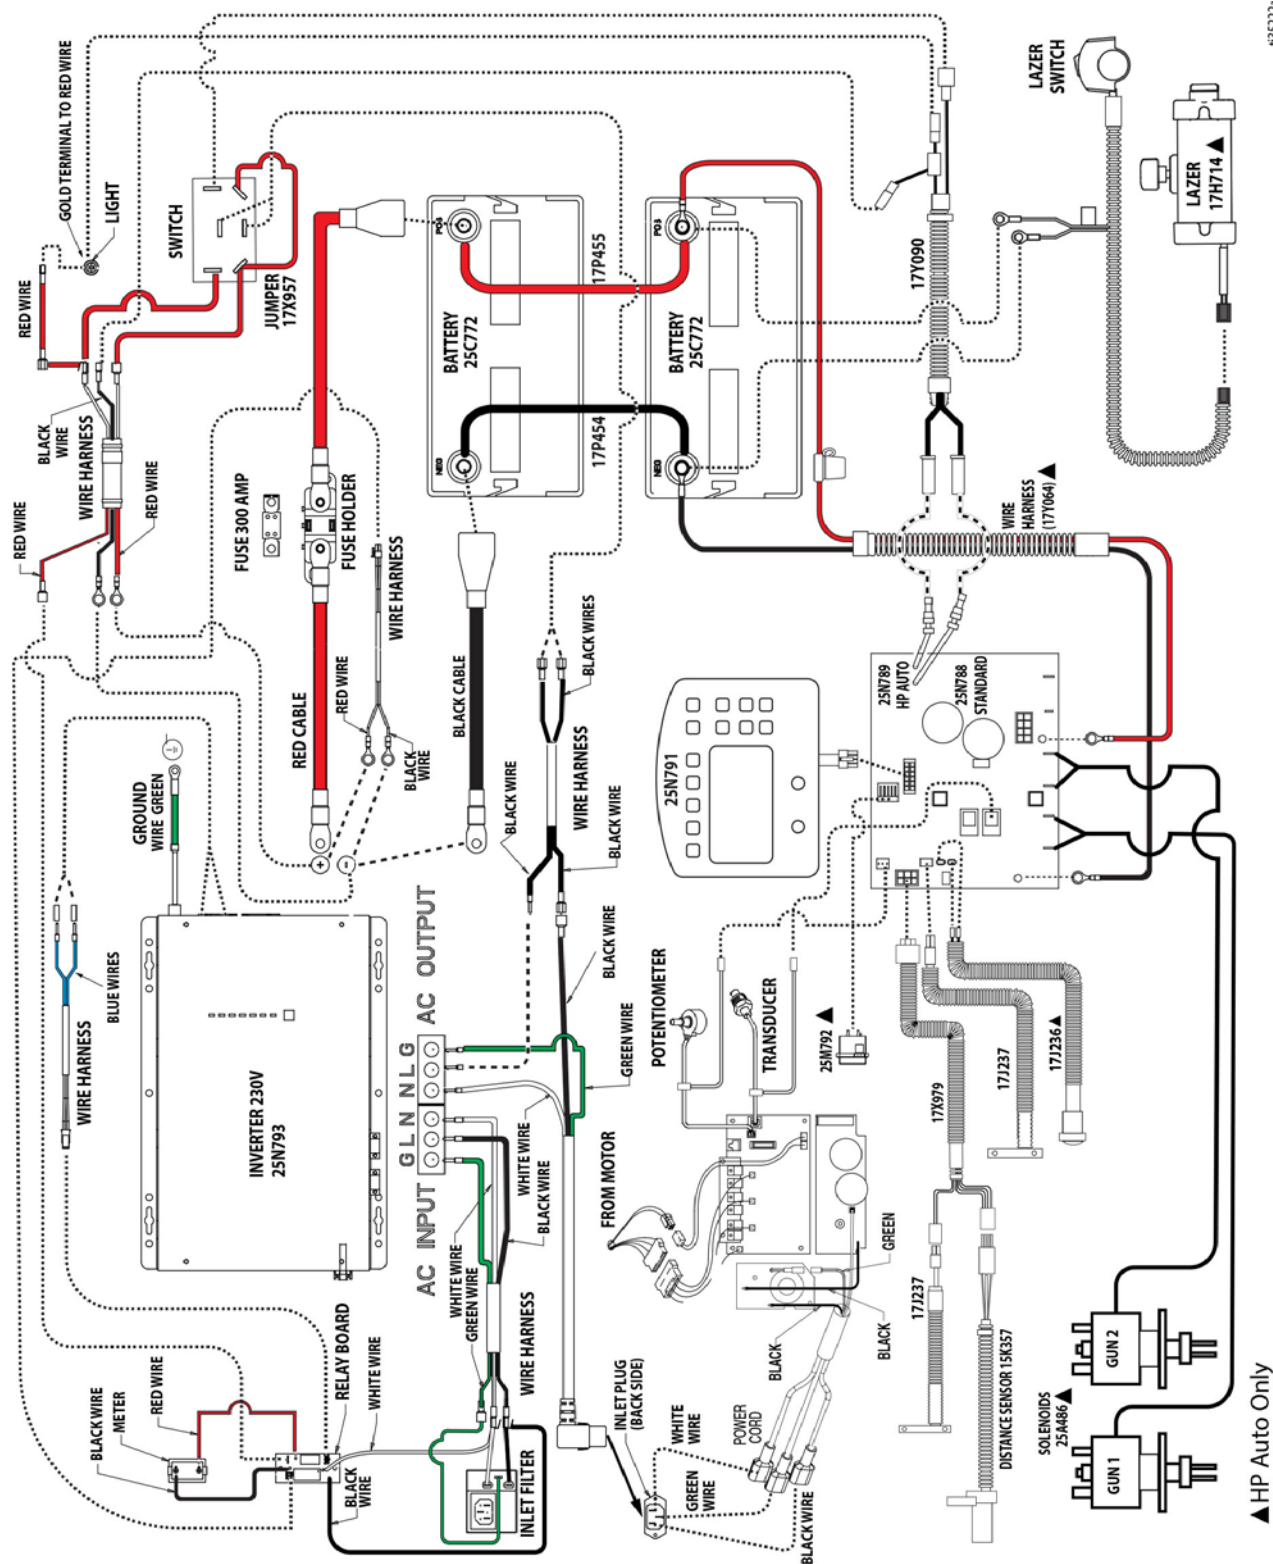 GOLD TERMINAL TO RED WIRE
LIGHT
RED WIRE
SWITCH
JUMPER
17X957
BLACK
WIRE
WIRE HARNESS
RED WIRE
RED WIRE
FUSE 300 AMP
FUSE HOLDER
WIRE HARNESS
RED CABLE
RED WIRE
BLACK
WIRE
BLACK CABLE
POS
NEG
BATTERY
25C772
17P455
17P454
POS
NEG
BATTERY
25C772
17Y090
LAZER
SWITCH
LAZER
17H714 ▲
WIRE
HARNESS
(17Y064) ▲
GROUND
WIRE GREEN
+
-
WIRE HARNESS
BLUE WIRES
INVERTER 230V
25N793
AC OUTPUT
G L N N L G
AC INPUT
BLACK WIRES
WIRE HARNESS
BLACK WIRE
BLACK WIRE
BLACK WIRE
GREEN WIRE
WHITE WIRE
BLACK WIRE
WHITE WIRE
GREEN WIRE
WIRE HARNESS
25N791
25N789
HP AUTO
25N788
STANDARD
POTENTIOMETER
TRANSDUCER
25M792 ▲
FROM MOTOR
17X979
17J237
17J236 ▲
17J237
DISTANCE SENSOR 15K357
BLACK WIRE
METER
RED WIRE
RELAY BOARD
WHITE WIRE
BLACK
WIRE
INLET FILTER
INLET PLUG
(BACK SIDE)
WHITE
WIRE
GREEN
WIRE
BLACK WIRE
POWER
CORD
BLACK
BLACK
GREEN
SOLENOIDS
25A486 ▲
GUN 1
GUN 2
▲ HP Auto Only